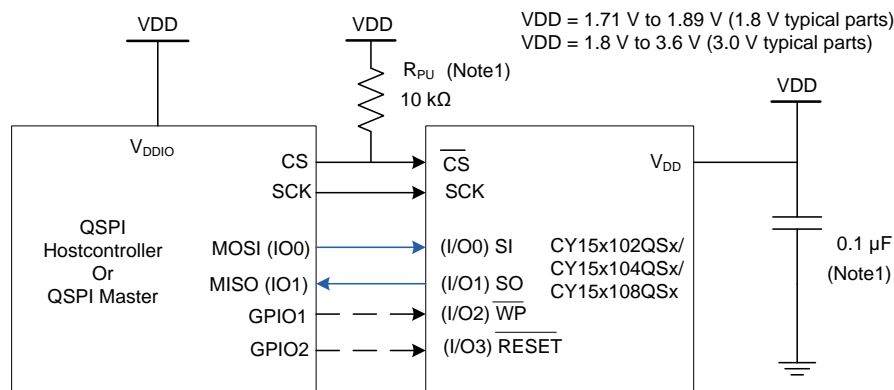 VDD = 1.71 V to 1.89 V (1.8 V typical parts)
VDD = 1.8 V to 3.6 V (3.0 V typical parts)
VDD
VDD
VDD
RPU (Note1)
10 kΩ
VDDIO
VDD
CS
SCK
MOSI (IO0)
MISO (IO1)
GPIO1
GPIO2
QSPI
Hostcontroller
Or
QSPI Master
CS
SCK
(I/O0) SI
(I/O1) SO
(I/O2) WP
(I/O3) RESET
CY15x102QSx/
CY15x104QSx/
CY15x108QSx
0.1 µF
(Note1)